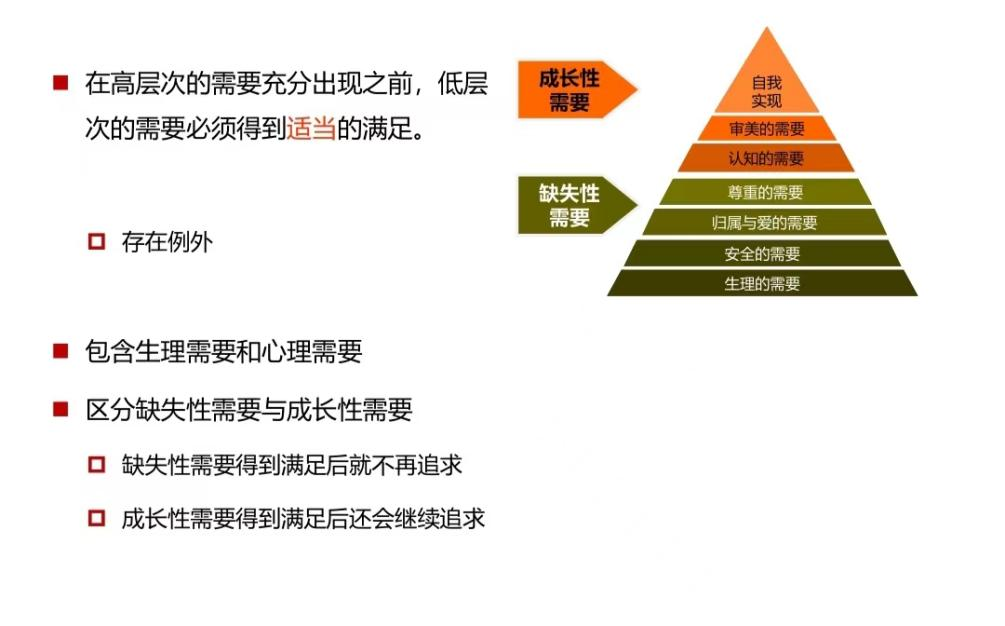 在高层次的需要充分出现之前，低层
次的需要必须得到适当的满足。
存在例外
包含生理需要和心理需要
区分缺失性需要与成长性需要
缺失性需要得到满足后就不再追求
成长性需要得到满足后还会继续追求
成长性
需要
缺失性
需要
自我
实现
审美的需要
认知的需要
尊重的需要
归属与爱的需要
安全的需要
生理的需要